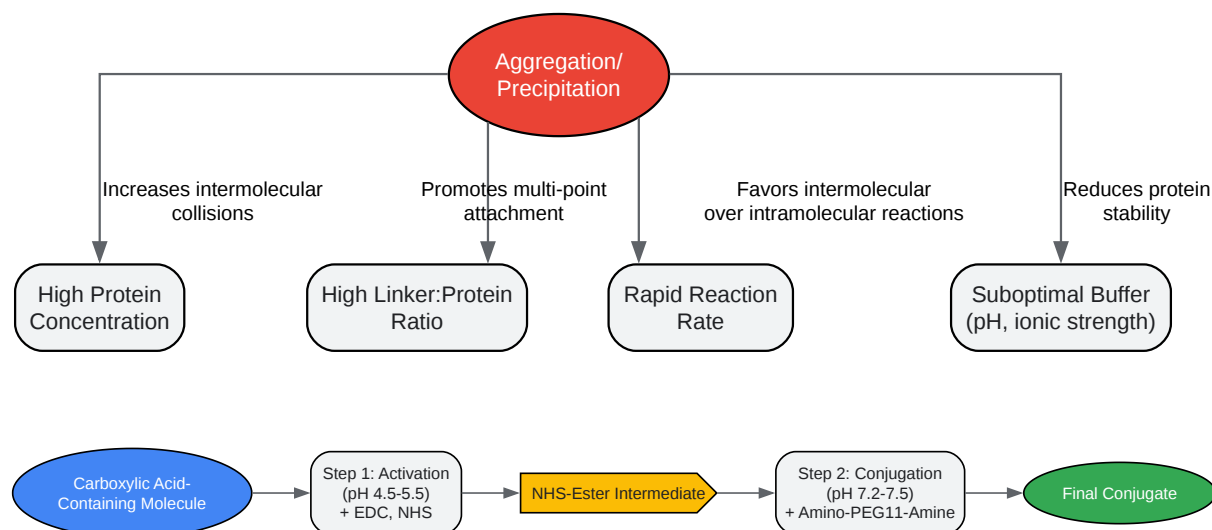 Aggregation/
Precipitation
Increases intermolecular
collisions
Promotes multi-point
attachment
Favors intermolecular
over intramolecular reactions
Reduces protein
stability
High Protein
Concentration
High Linker:Protein
Ratio
Rapid Reaction
Rate
Suboptimal Buffer
(pH, ionic strength)
Carboxylic Acid-
Containing Molecule
Step 1: Activation
(pH 4.5-5.5)
+ EDC, NHS
NHS-Ester Intermediate
Step 2: Conjugation
(pH 7.2-7.5)
+ Amino-PEG11-Amine
Final Conjugate